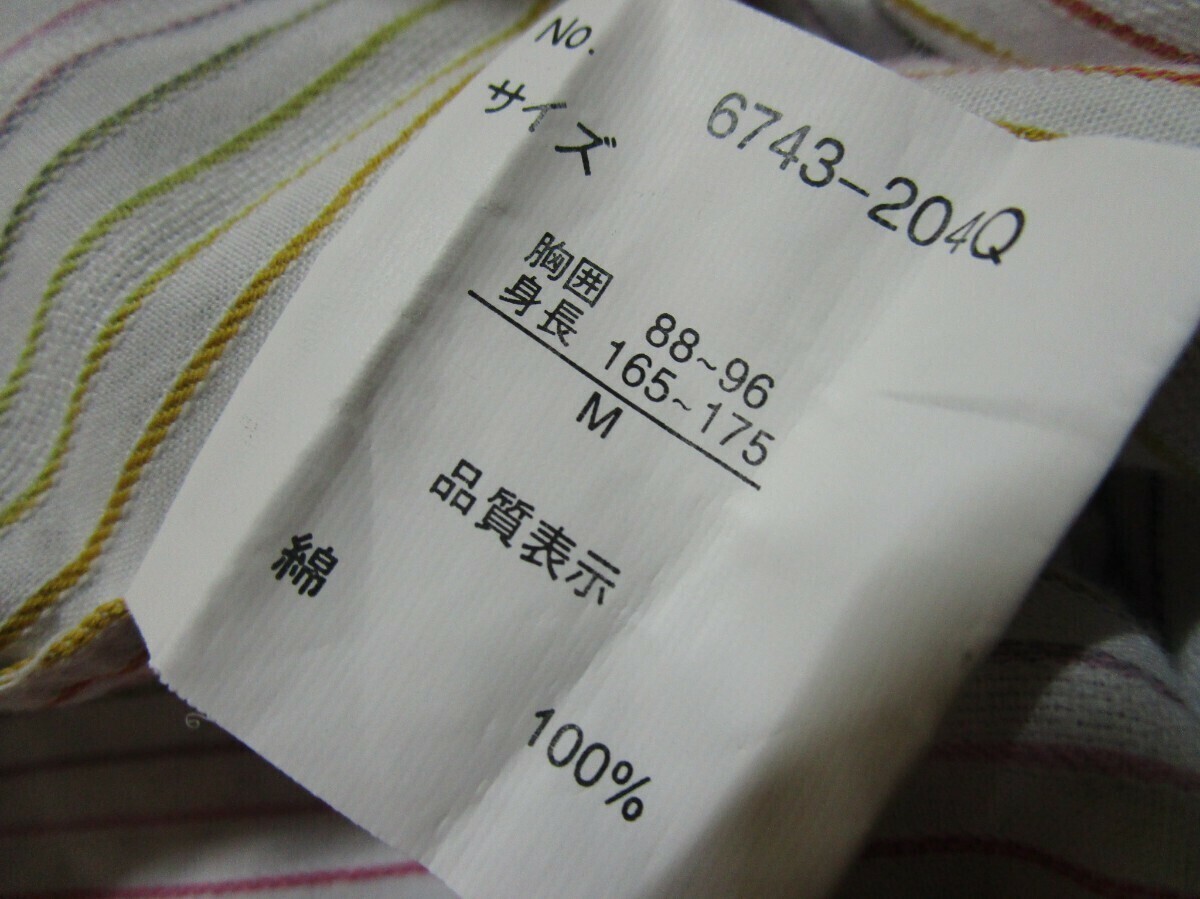 No. 6743-204Q
サイズ
胸囲 88~96
身長 165~175
M
品質表示
綿 100%